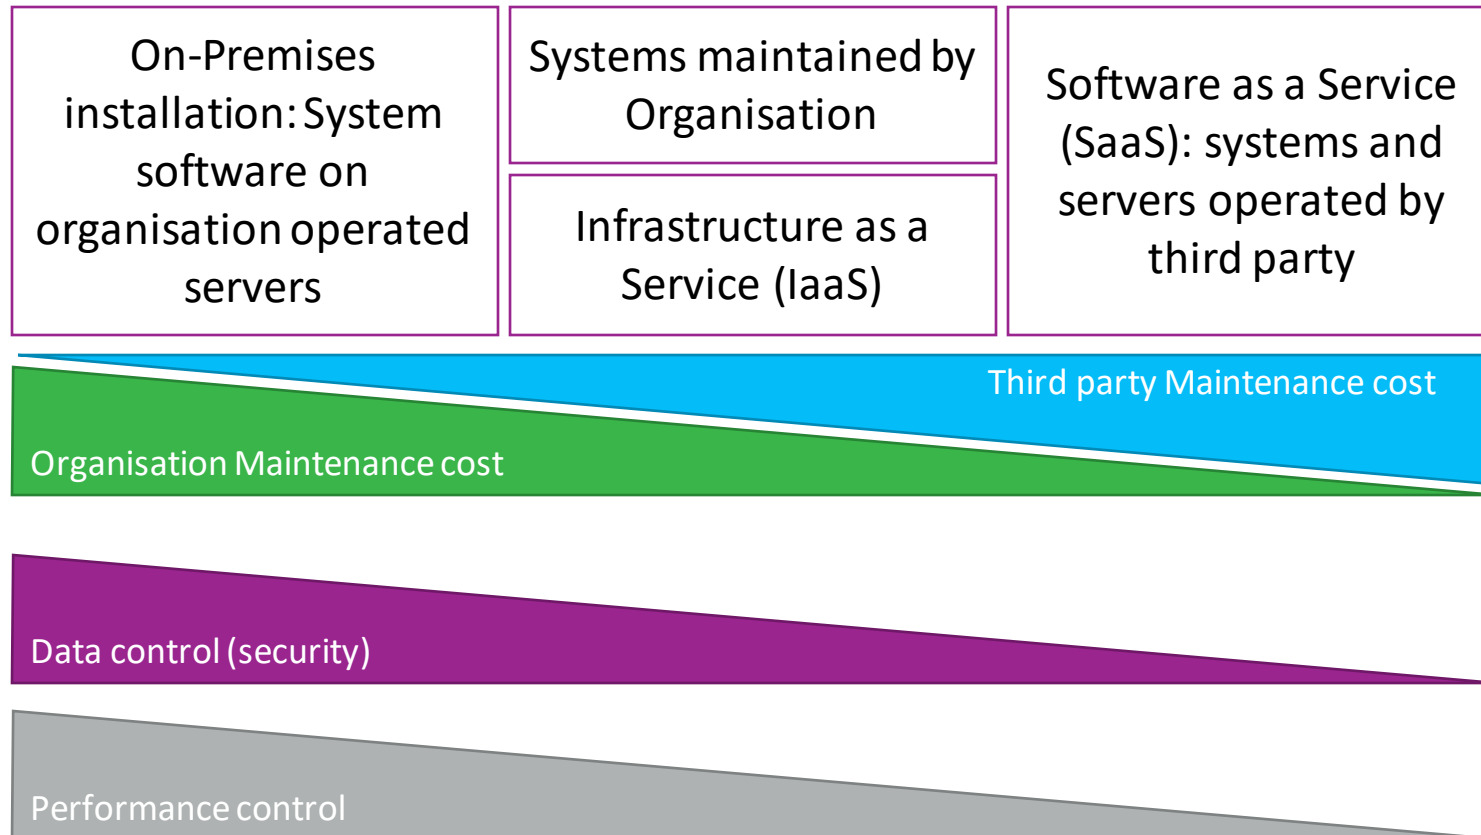 On-Premises
installation: System
software on
organisation operated
servers
Systems maintained by
Organisation
Infrastructure as a
Service (IaaS)
Software as a Service
(SaaS): systems and
servers operated by
third party
Third party Maintenance cost
Organisation Maintenance cost
Data control (security)
Performance control